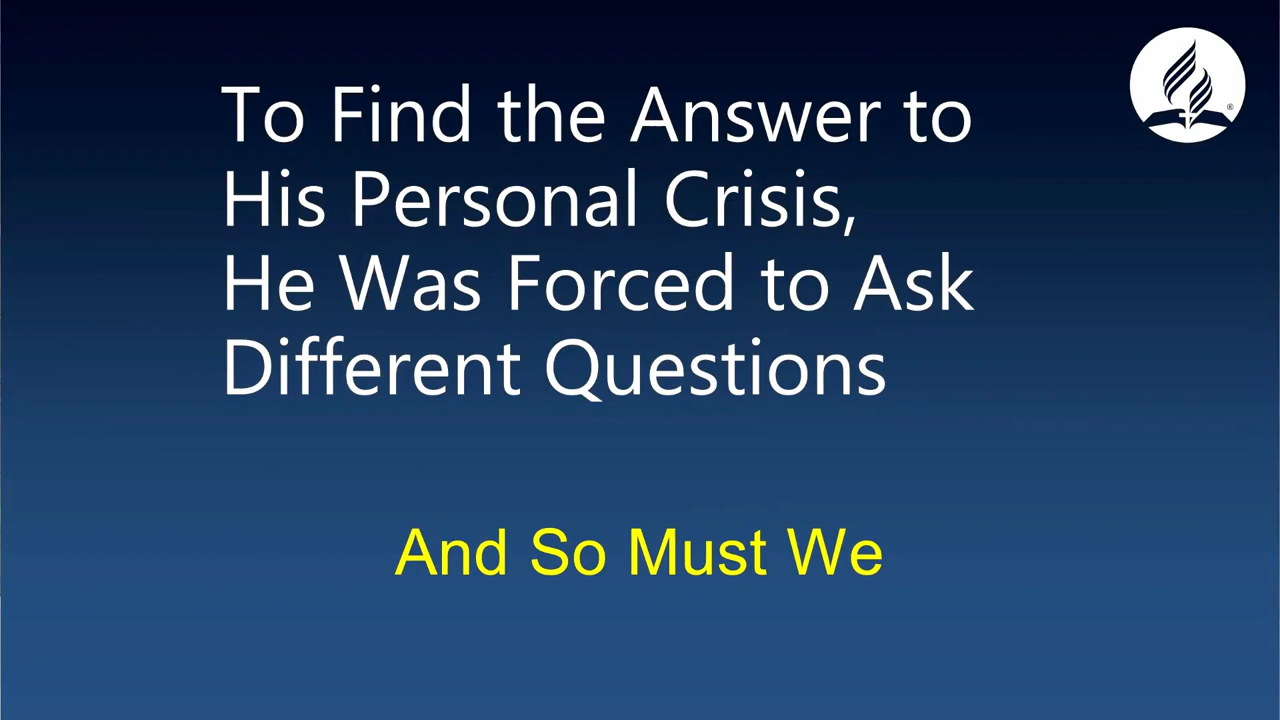 To Find the Answer to
His Personal Crisis,
He Was Forced to Ask
Different Questions
And So Must We
®